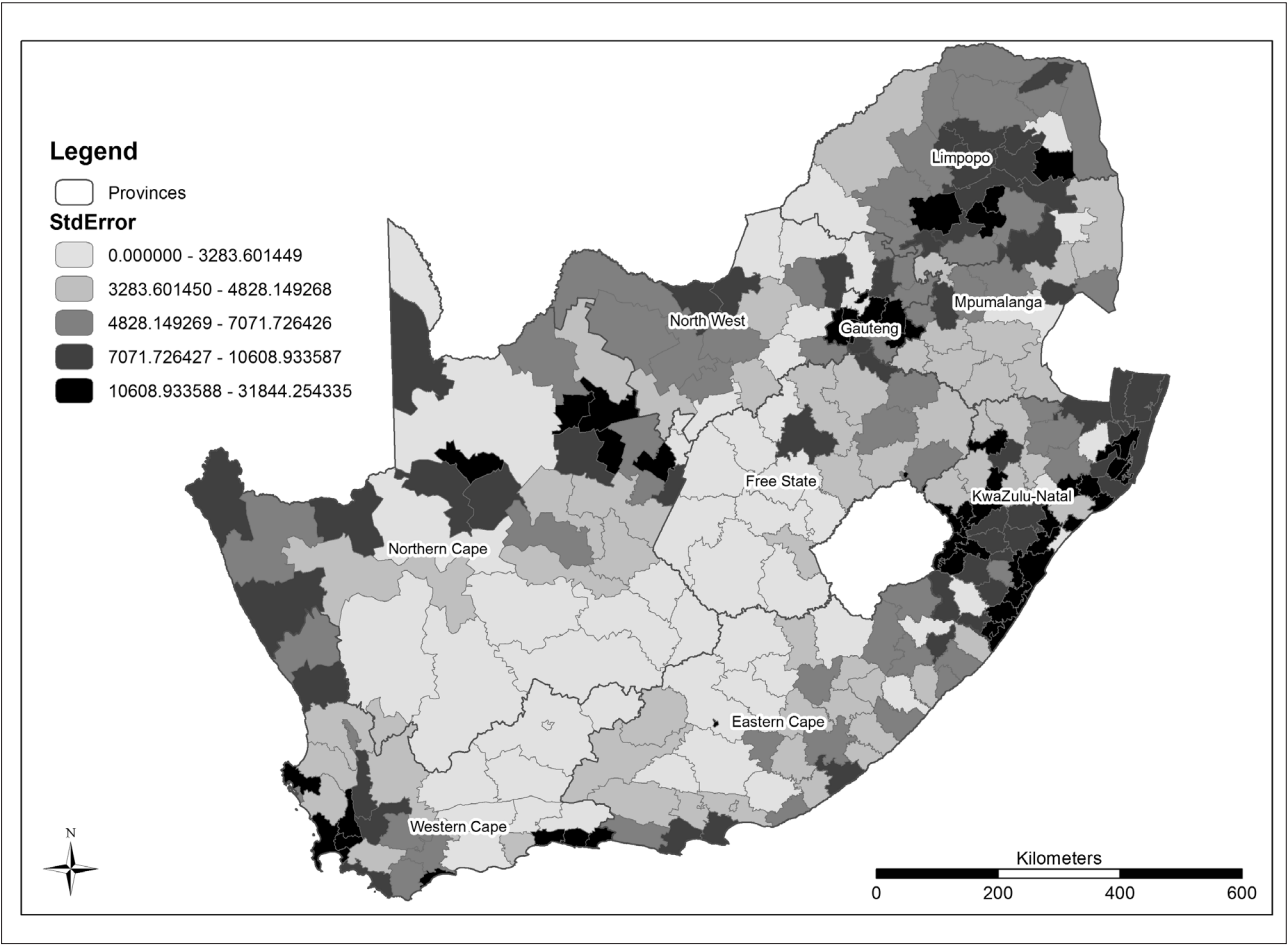 Legend
Provinces
StdError
0.000000 - 3283.601449
3283.601450 - 4828.149268
4828.149269 - 7071.726426
7071.726427 - 10608.933587
10608.933588 - 31844.254335
Limpopo
Mpumalanga
North West
Gauteng
Free State
KwaZulu-Natal
Northern Cape
Eastern Cape
Western Cape
N
Kilometers
0 200 400 600